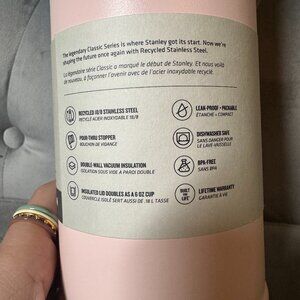 The legendary Classic Series is where Stanley got its start. Now we're
shaping the future once again with Recycled Stainless Steel.
La légendaire série Classic a marqué le début de Stanley. Et nous voilà
de nouveau, à façonner l'avenir avec de l'acier inoxydable recyclé.
RECYCLED 18/8 STAINLESS STEEL
RECYCLÉ ACIER INOXYDABLE 18/8
POUR-THRU STOPPER
BOUCHON DE VIDANGE
DOUBLE-WALL VACUUM INSULATION
ISOLATION SOUS VIDE À PAROI DOUBLE
INSULATED LID DOUBLES AS A 6 OZ CUP
COUVERCLE ISOLÉ SERT AUSSI DE .18 L TASSE
LEAK-PROOF + PACKABLE
ÉTANCHE + COMPACT
DISHWASHER SAFE
SANS DANGER POUR
LE LAVE-VAISSELLE
BPA-FREE
SANS BPA
BUILT
FOR
LIFE
LIFETIME WARRANTY
GARANTIE À VIE